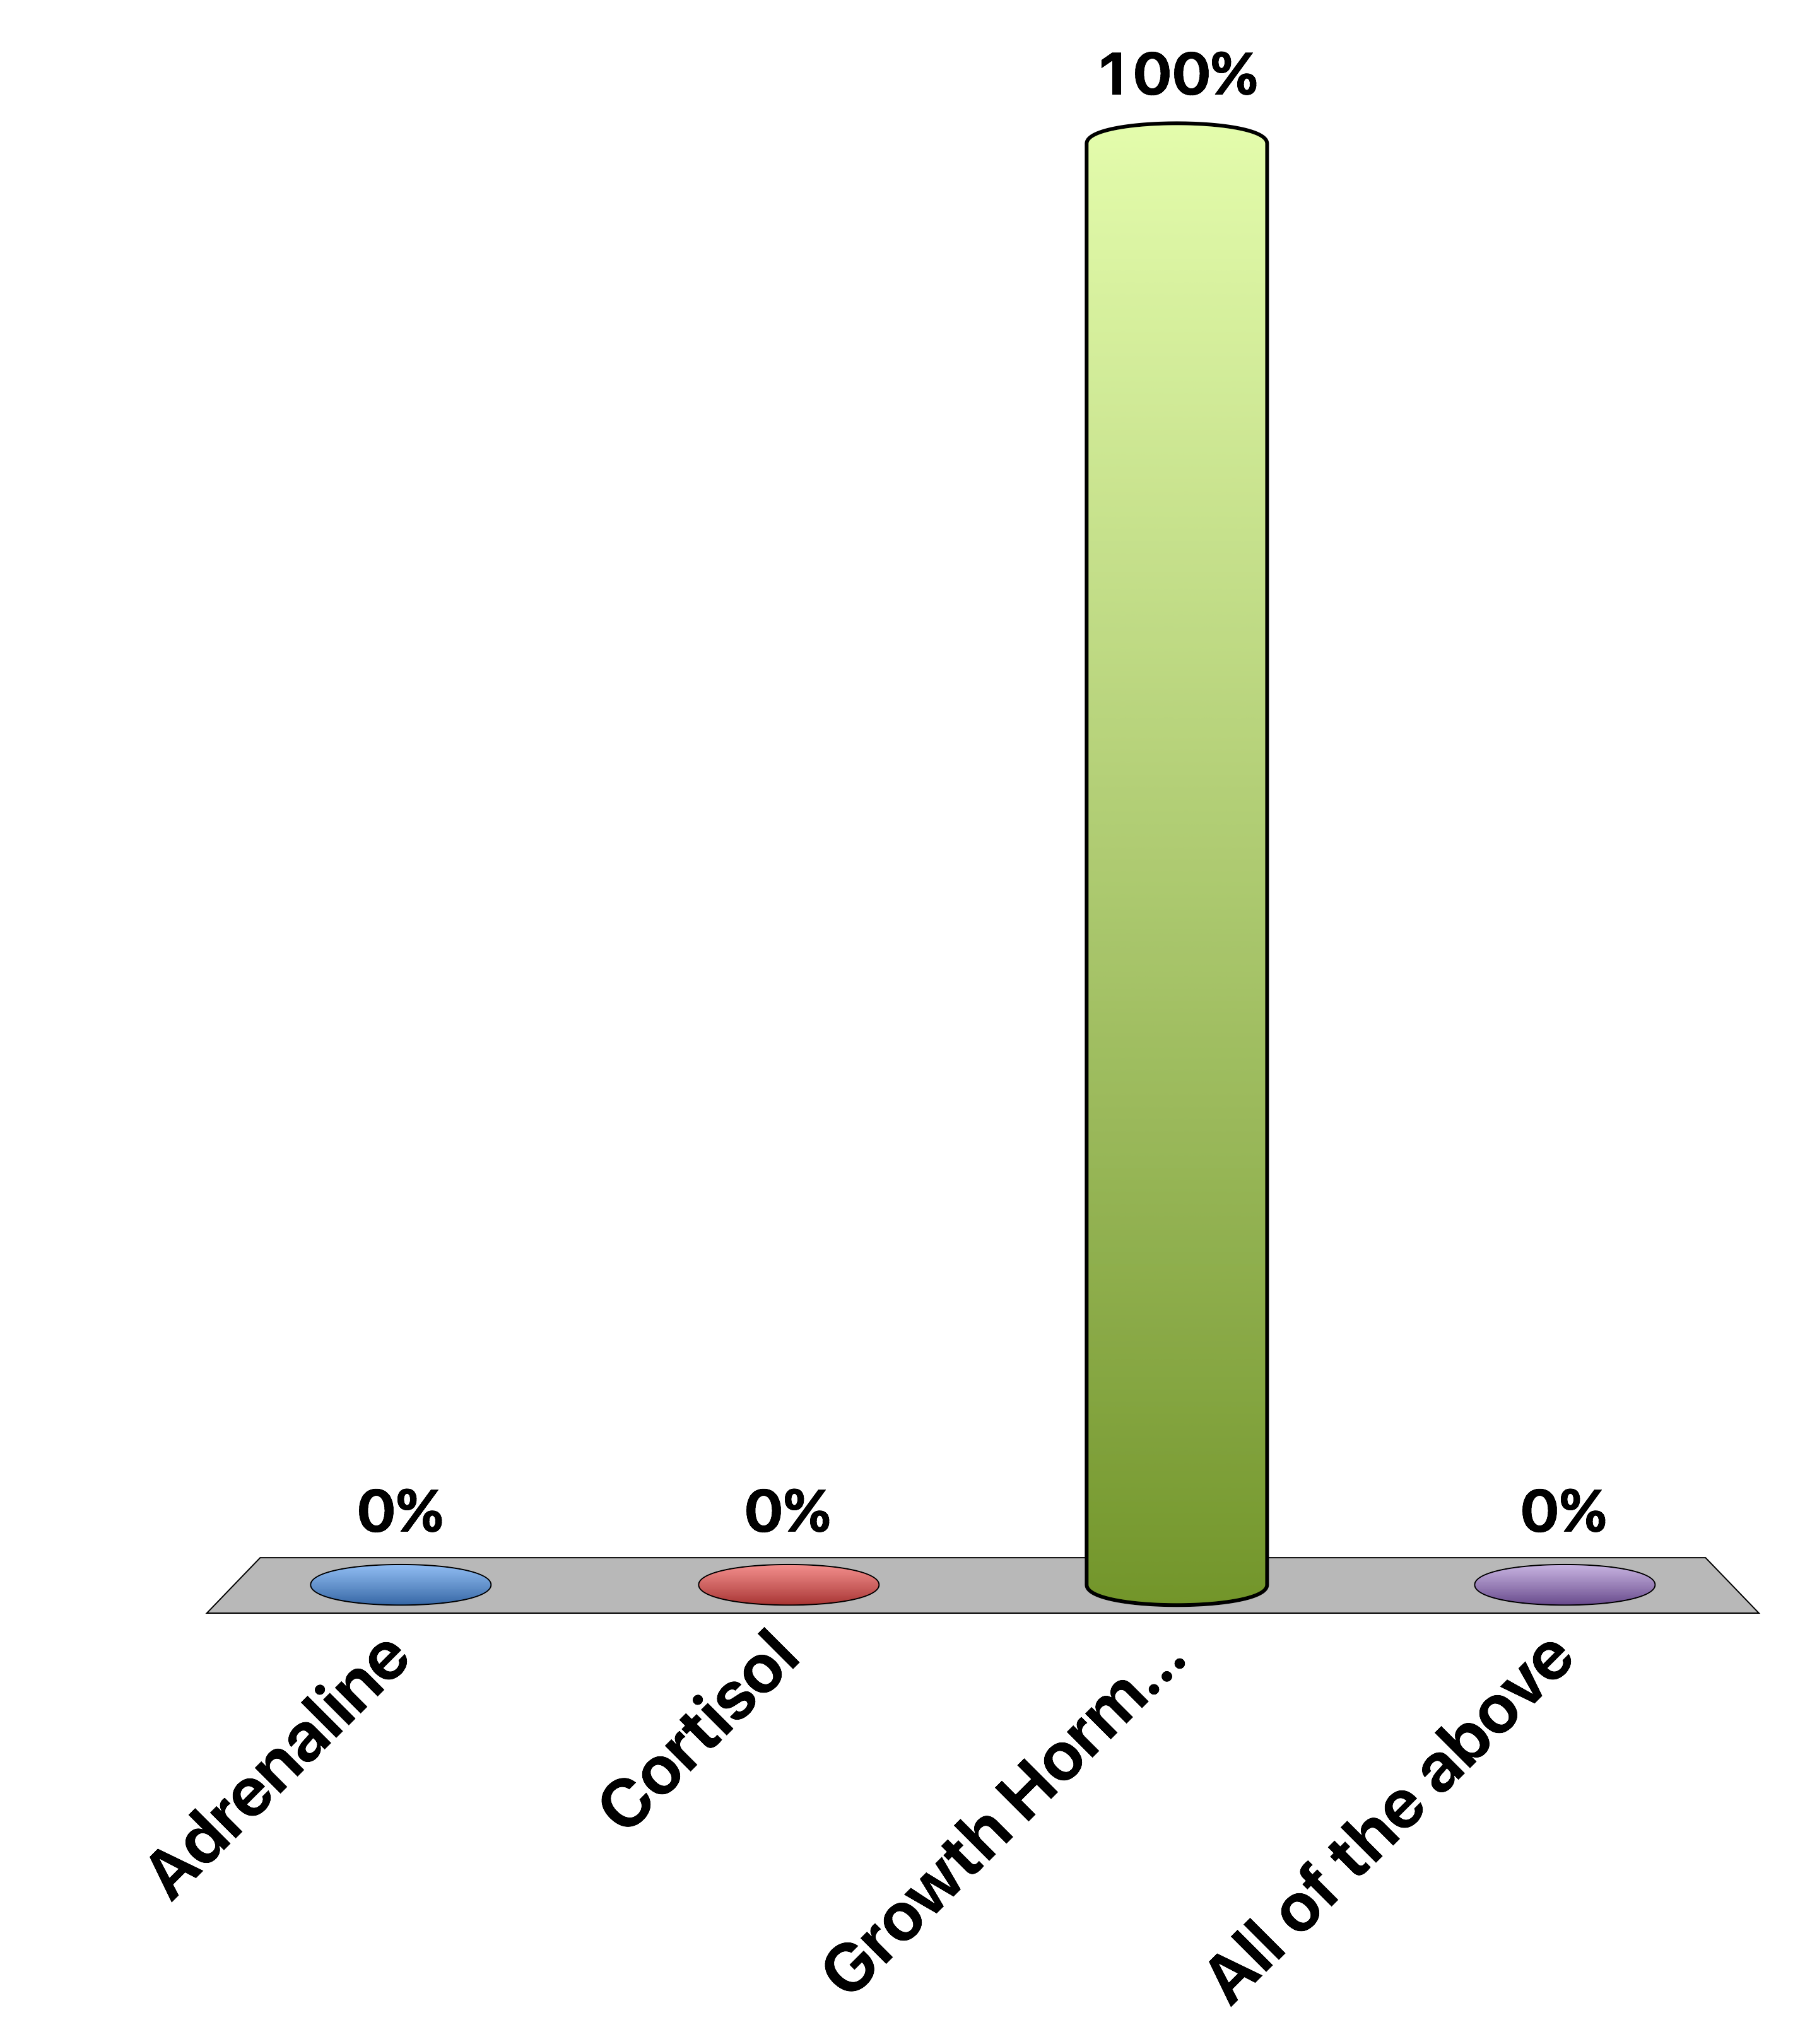 100%
0%
0%
0%
Adrenaline
Cortisol
Growth Horm...
All of the above